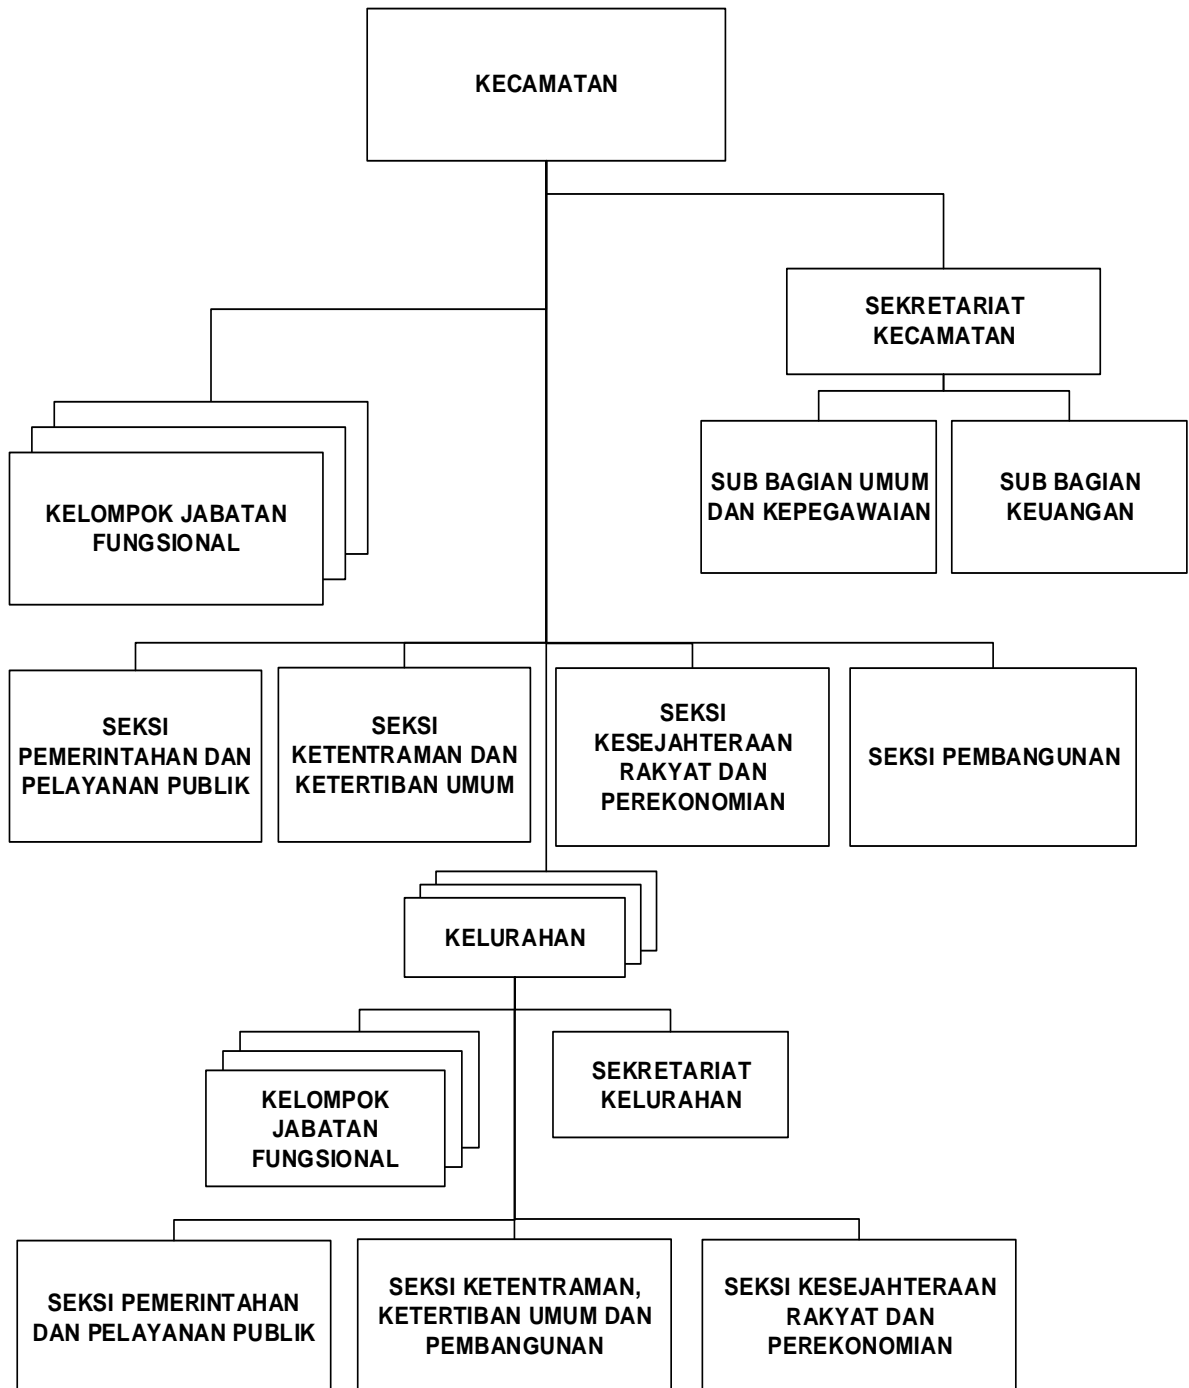 KECAMATAN
SEKRETARIAT
KECAMATAN
KELOMPOK JABATAN
FUNGSIONAL
SUB BAGIAN UMUM
DAN KEPEGAWAIAN
SUB BAGIAN
KEUANGAN
SEKSI
PEMERINTAHAN DAN
PELAYANAN PUBLIK
SEKSI
KETENTRAMAN DAN
KETERTIBAN UMUM
SEKSI
KESEJAHTERAAN
RAKYAT DAN
PEREKONOMIAN
SEKSI PEMBANGUNAN
KELURAHAN
KELOMPOK
JABATAN
FUNGSIONAL
SEKRETARIAT
KELURAHAN
SEKSI PEMERINTAHAN
DAN PELAYANAN PUBLIK
SEKSI KETENTRAMAN,
KETERTIBAN UMUM DAN
PEMBANGUNAN
SEKSI KESEJAHTERAAN
RAKYAT DAN
PEREKONOMIAN